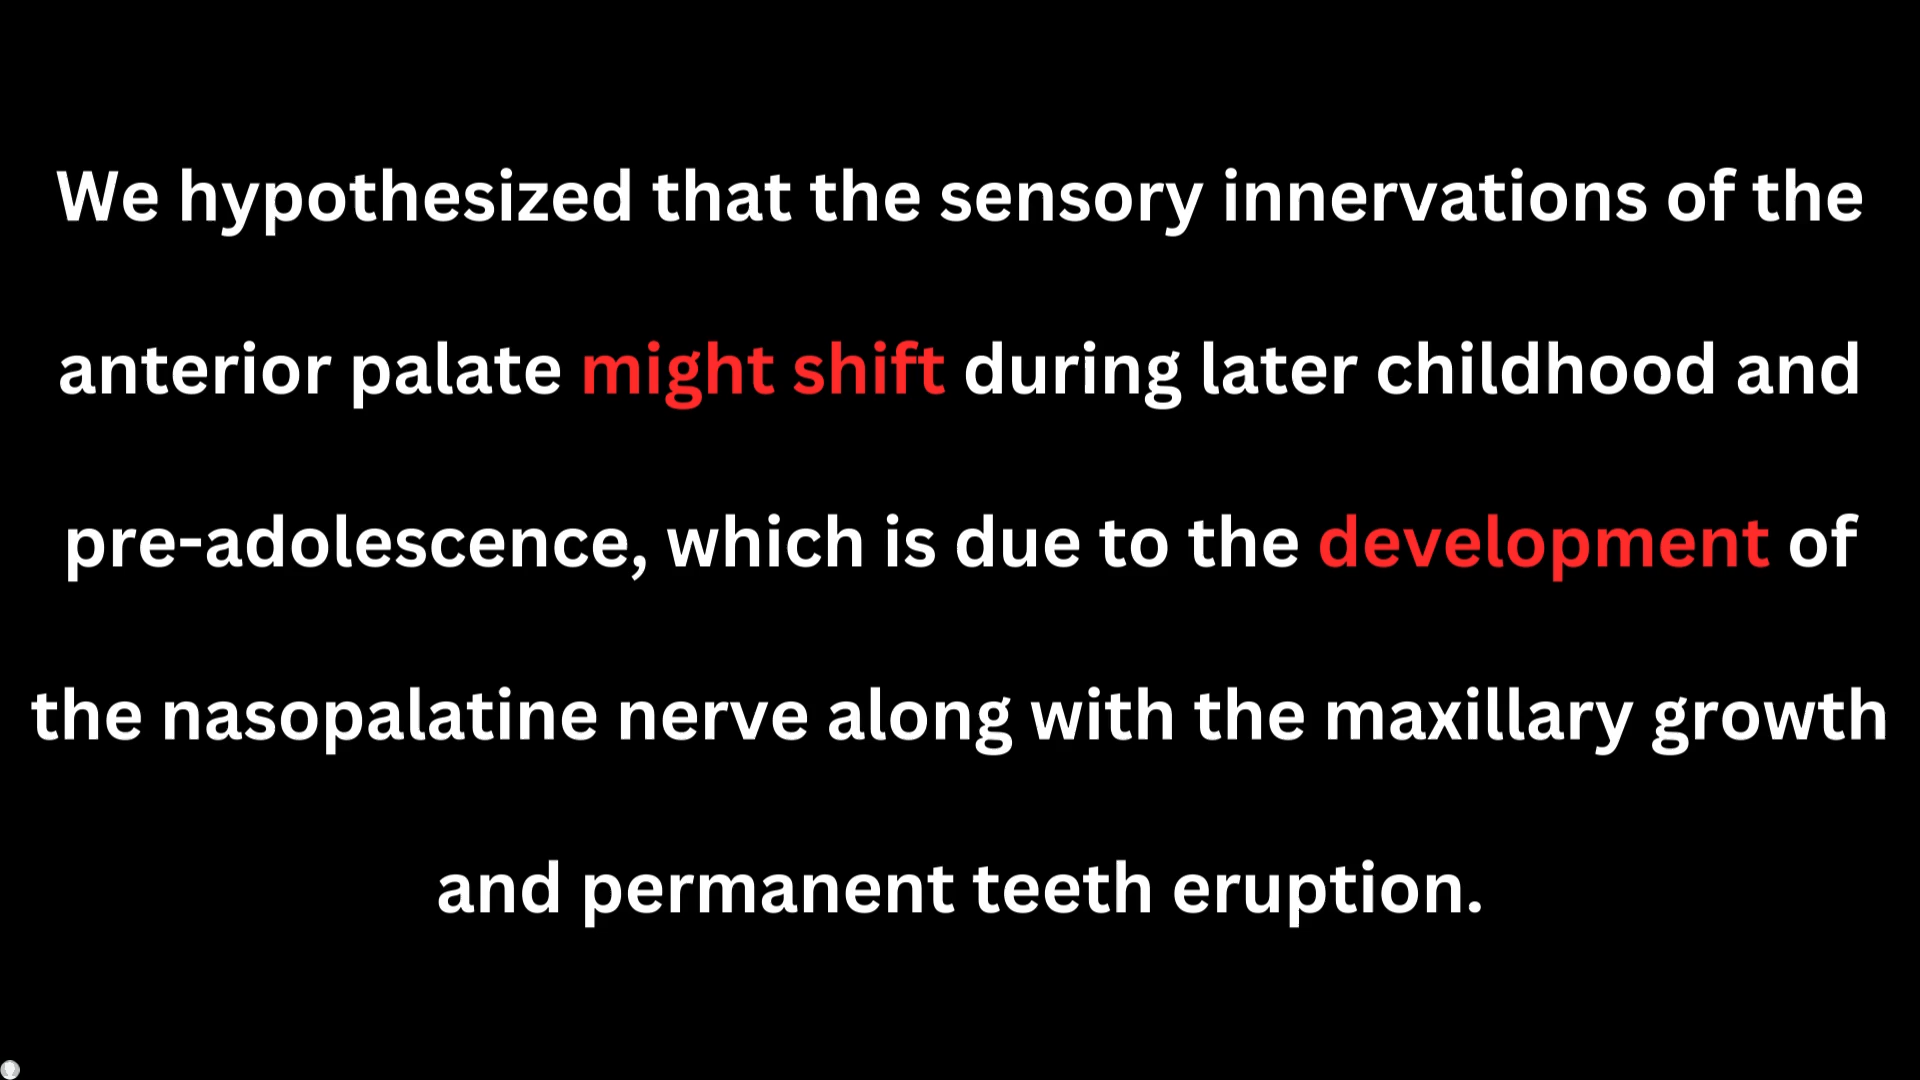 We hypothesized that the sensory innervations of the
anterior palate might shift during later childhood and
pre-adolescence, which is due to the development of
the nasopalatine nerve along with the maxillary growth
and permanent teeth eruption.